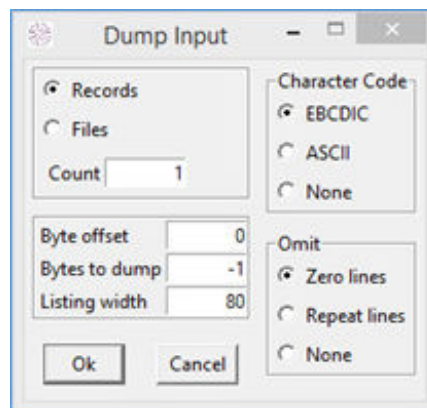 Dump Input
Records
Files
Count 1
Byte offset 0
Bytes to dump -1
Listing width 80
Ok Cancel
Character Code
EBCDIC
ASCII
None
Omit
Zero lines
Repeat lines
None